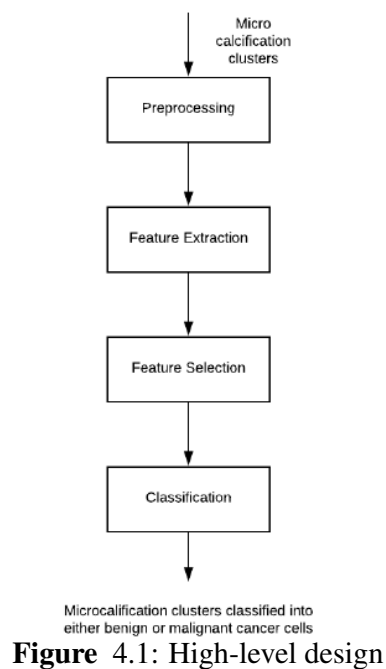 Micro
calcification
clusters
Preprocessing
Feature Extraction
Feature Selection
Classification
Microcalification clusters classified into
either benign or malignant cancer cells
Figure 4.1: High-level design